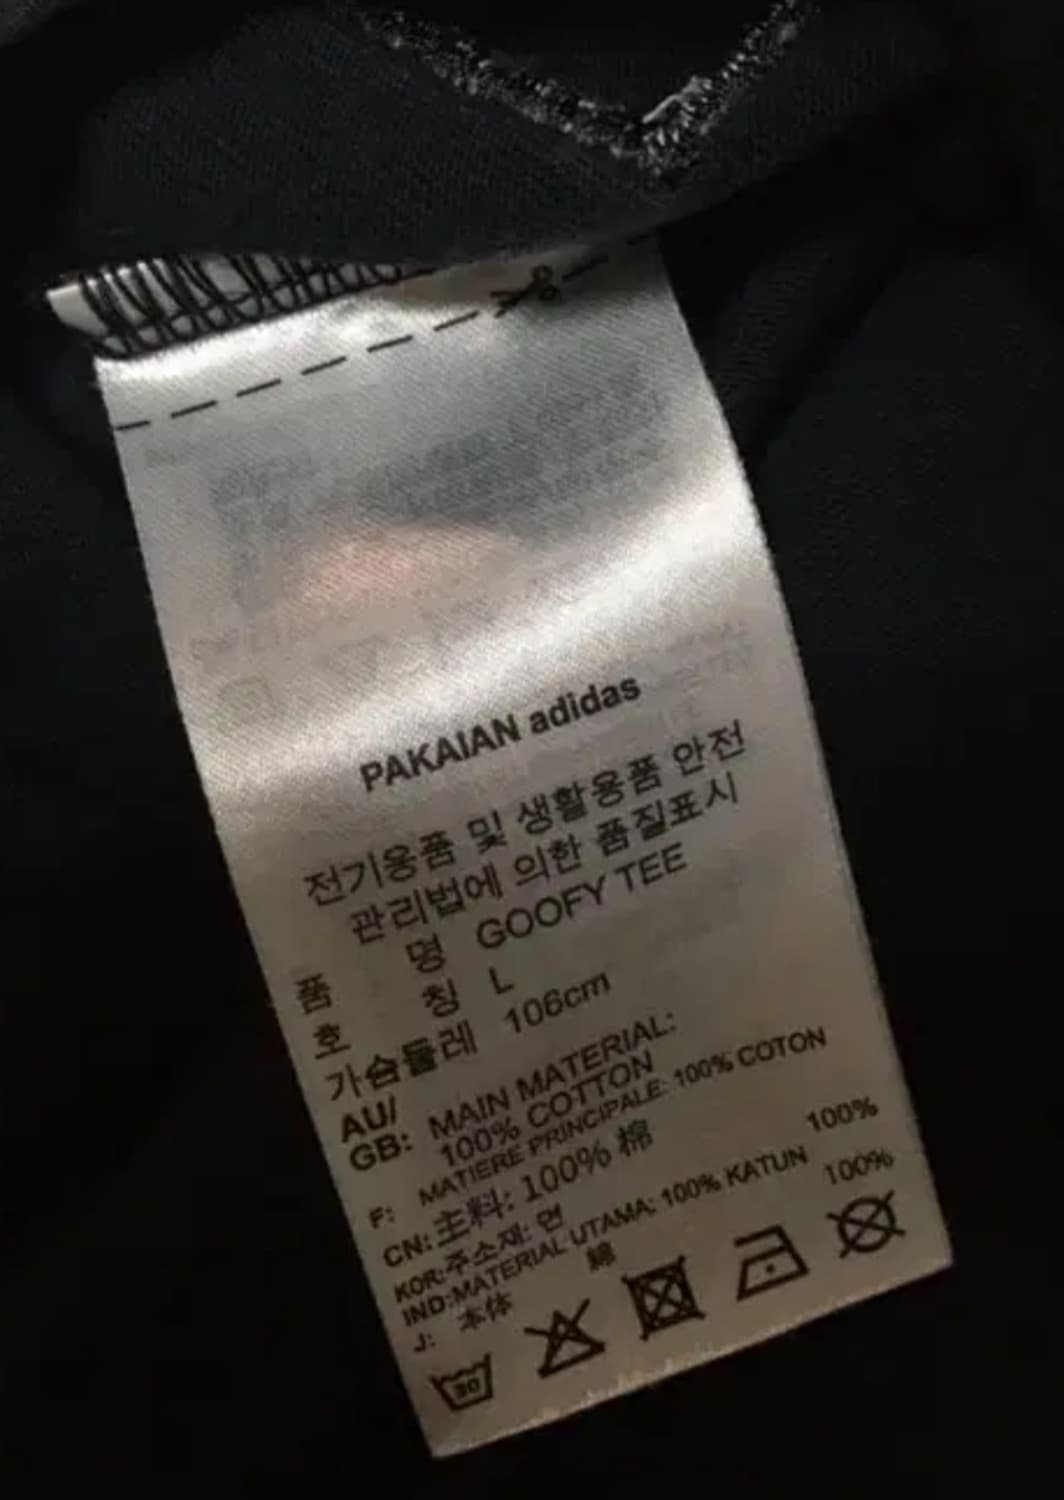 PAKAIAN adidas
전기용품 및 생활용품 안전
관리법에 의한 품질표시
품 명 GOOFY TEE
호 칭 L
가슴둘레 106cm
AU/
GB: MAIN MATERIAL:
100% COTTON
F: MATIERE PRINCIPALE: 100% COTON
CN: 主料: 100% 棉
KOR:주소재: 면 100%
IND:MATERIAL UTAMA: 100% KATUN
J: 本体 綿 100%
30